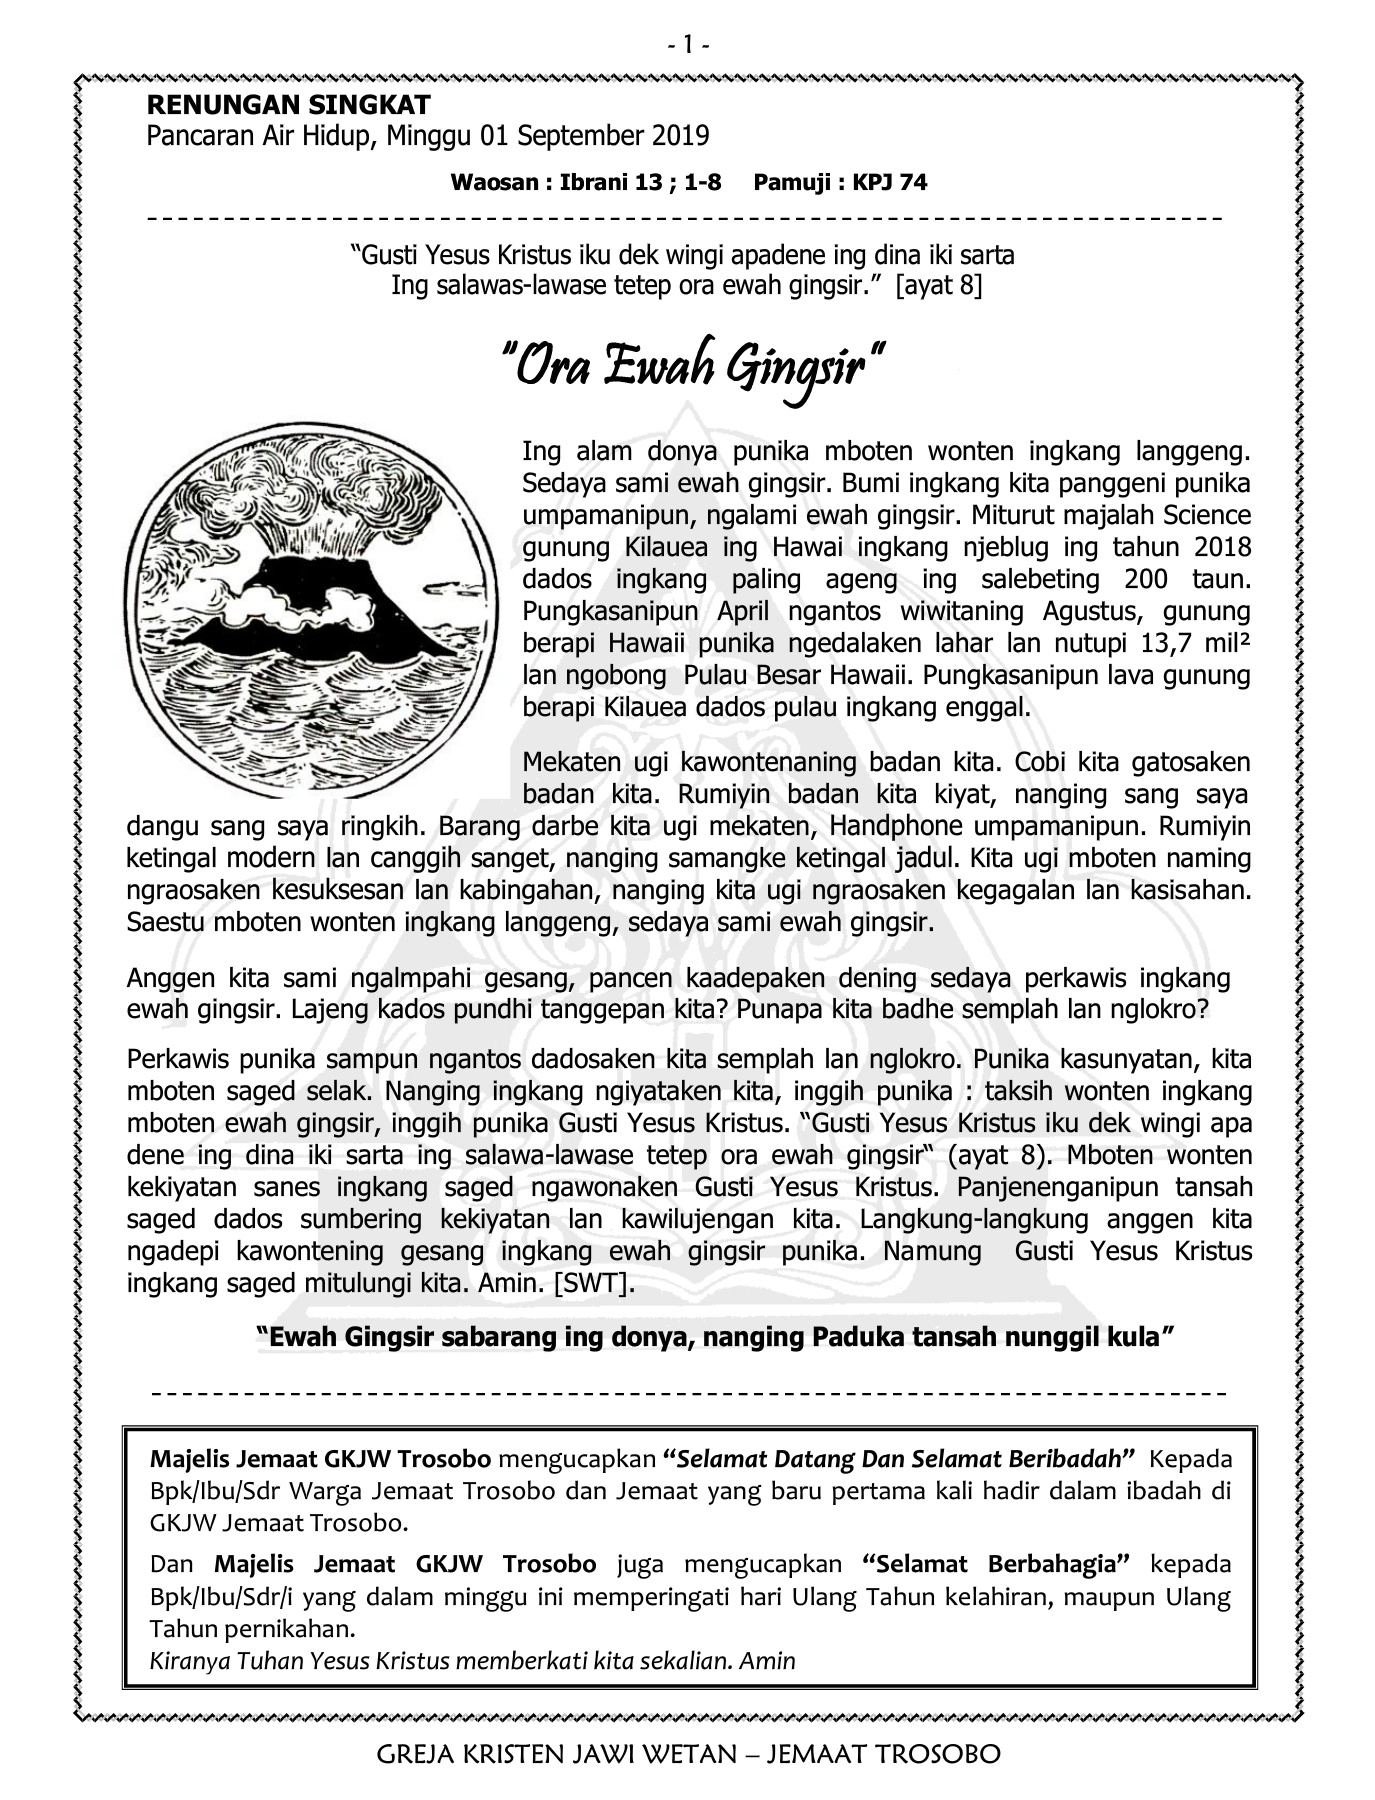 - 1 -
RENUNGAN SINGKAT
Pancaran Air Hidup, Minggu 01 September 2019
Waosan : Ibrani 13 ; 1-8 Pamuji : KPJ 74
“Gusti Yesus Kristus iku dek wingi apadene ing dina iki sarta
Ing salawas-lawase tetep ora ewah gingsir.” [ayat 8]
"Ora Ewah Gingsir"
Ing alam donya punika mboten wonten ingkang langgeng.
Sedaya sami ewah gingsir. Bumi ingkang kita panggeni punika
umpamanipun, ngalami ewah gingsir. Miturut majalah Science
gunung Kilauea ing Hawai ingkang njeblug ing tahun 2018
dados ingkang paling ageng ing salebeting 200 taun.
Pungkasanipun April ngantos wiwitaning Agustus, gunung
berapi Hawaii punika ngedalaken lahar lan nutupi 13,7 mil²
lan ngobong Pulau Besar Hawaii. Pungkasanipun lava gunung
berapi Kilauea dados pulau ingkang enggal.
Mekaten ugi kawontenaning badan kita. Cobi kita gatosaken
badan kita. Rumiyin badan kita kiyat, nanging sang saya
dangu sang saya ringkih. Barang darbe kita ugi mekaten, Handphone umpamanipun. Rumiyin
ketingal modern lan canggih sanget, nanging samangke ketingal jadul. Kita ugi mboten naming
ngraosaken kesuksesan lan kabingahan, nanging kita ugi ngraosaken kegagalan lan kasisahan.
Saestu mboten wonten ingkang langgeng, sedaya sami ewah gingsir.
Anggen kita sami ngalmpahi gesang, pancen kaadepaken dening sedaya perkawis ingkang
ewah gingsir. Lajeng kados pundhi tanggepan kita? Punapa kita badhe semplah lan nglokro?
Perkawis punika sampun ngantos dadosaken kita semplah lan nglokro. Punika kasunyatan, kita
mboten saged selak. Nanging ingkang ngiyataken kita, inggih punika : taksih wonten ingkang
mboten ewah gingsir, inggih punika Gusti Yesus Kristus. “Gusti Yesus Kristus iku dek wingi apa
dene ing dina iki sarta ing salawa-lawase tetep ora ewah gingsir“ (ayat 8). Mboten wonten
kekiyatan sanes ingkang saged ngawonaken Gusti Yesus Kristus. Panjenenganipun tansah
saged dados sumbering kekiyatan lan kawilujengan kita. Langkung-langkung anggen kita
ngadepi kawontening gesang ingkang ewah gingsir punika. Namung Gusti Yesus Kristus
ingkang saged mitulungi kita. Amin. [SWT].
“Ewah Gingsir sabarang ing donya, nanging Paduka tansah nunggil kula”
Majelis Jemaat GKJW Trosobo mengucapkan “Selamat Datang Dan Selamat Beribadah” Kepada
Bpk/Ibu/Sdr Warga Jemaat Trosobo dan Jemaat yang baru pertama kali hadir dalam ibadah di
GKJW Jemaat Trosobo.
Dan Majelis Jemaat GKJW Trosobo juga mengucapkan “Selamat Berbahagia” kepada
Bpk/Ibu/Sdr/i yang dalam minggu ini memperingati hari Ulang Tahun kelahiran, maupun Ulang
Tahun pernikahan.
Kiranya Tuhan Yesus Kristus memberkati kita sekalian. Amin
GREJA KRISTEN JAWI WETAN – JEMAAT TROSOBO